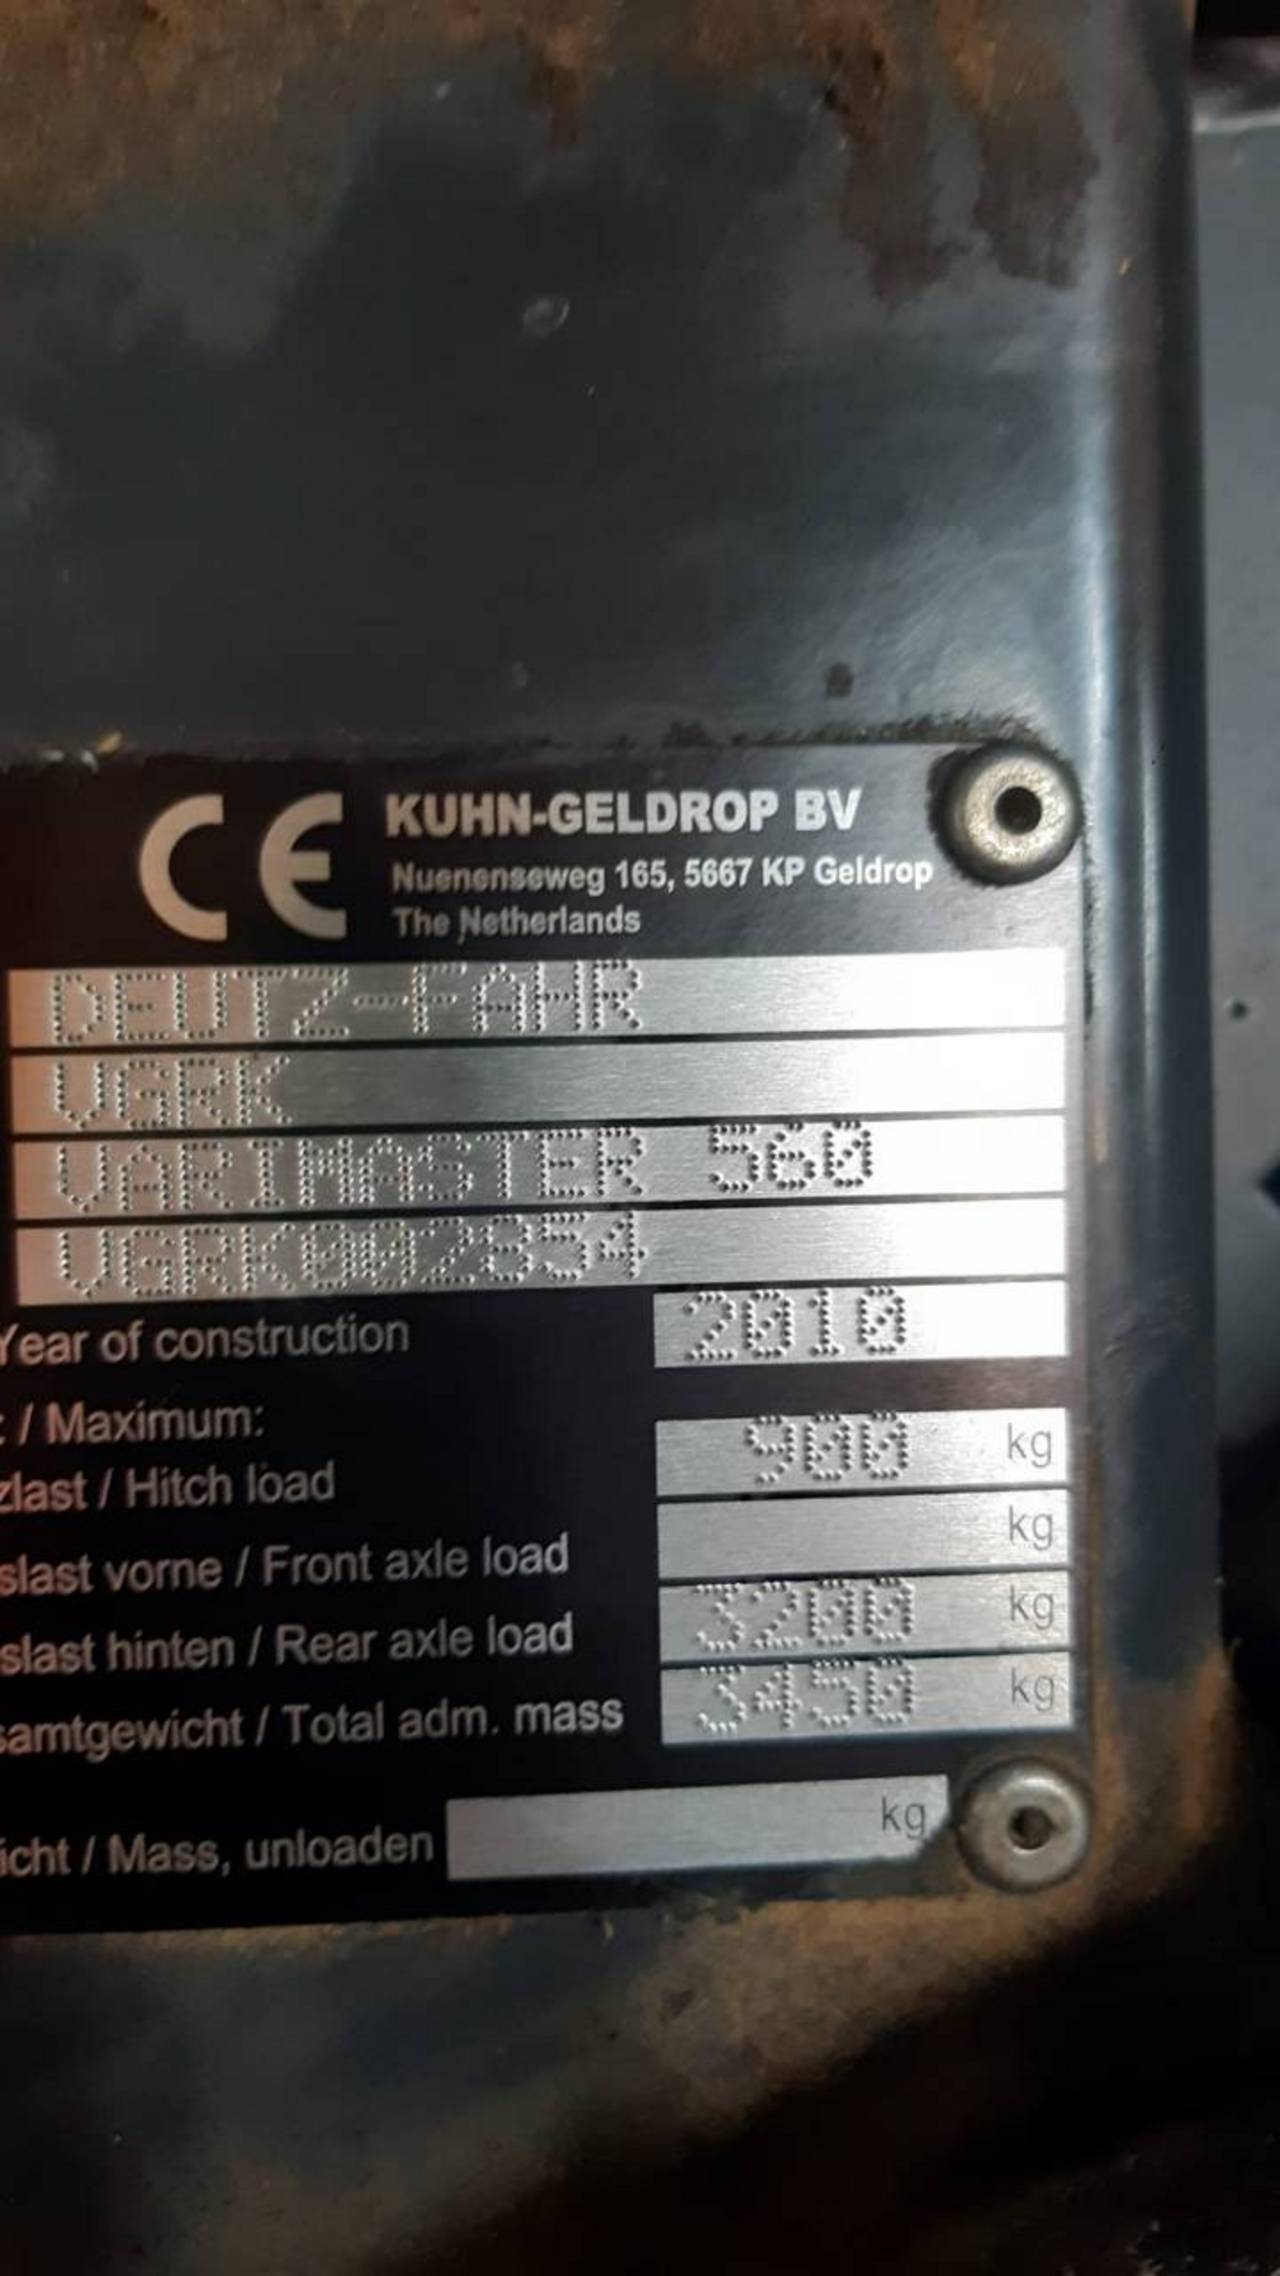 CE KUHN-GELDROP BV
Nuenenseweg 165, 5667 KP Geldrop
The Netherlands
DEUTZ-FAHR
VGRK
VARIMASTER 560
VGRK002854
Year of construction 2010
: / Maximum:
zlast / Hitch load 900 kg
slast vorne / Front axle load kg
slast hinten / Rear axle load 3200 kg
samtgewicht / Total adm. mass 3450 kg
icht / Mass, unloaden kg